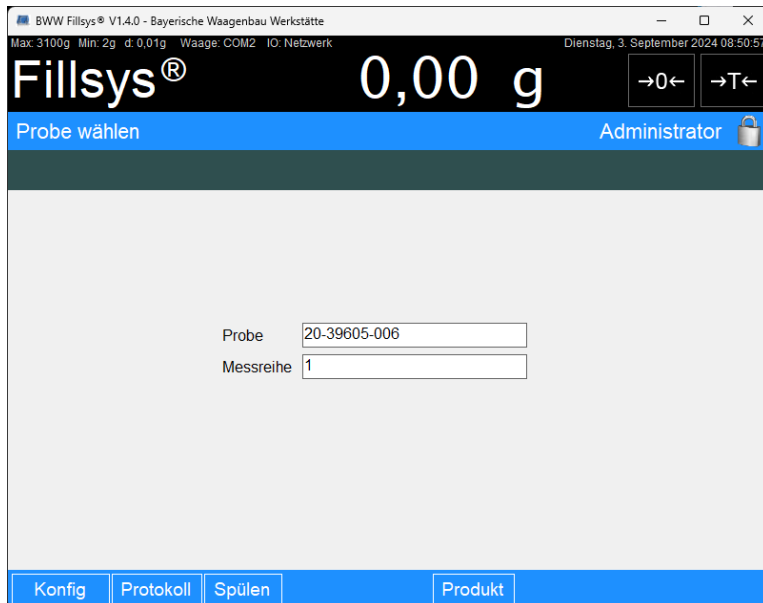 BWW Fillsys® V1.4.0 - Bayerische Waagenbau Werkstätte
Max: 3100g Min: 2g d: 0,01g Waage: COM2 IO: Netzwerk Dienstag, 3. September 2024 08:50:57
Fillsys® 0,00 g →0← →T←
Probe wählen Administrator
Probe 20-39605-006
Messreihe 1
Konfig Protokoll Spülen Produkt